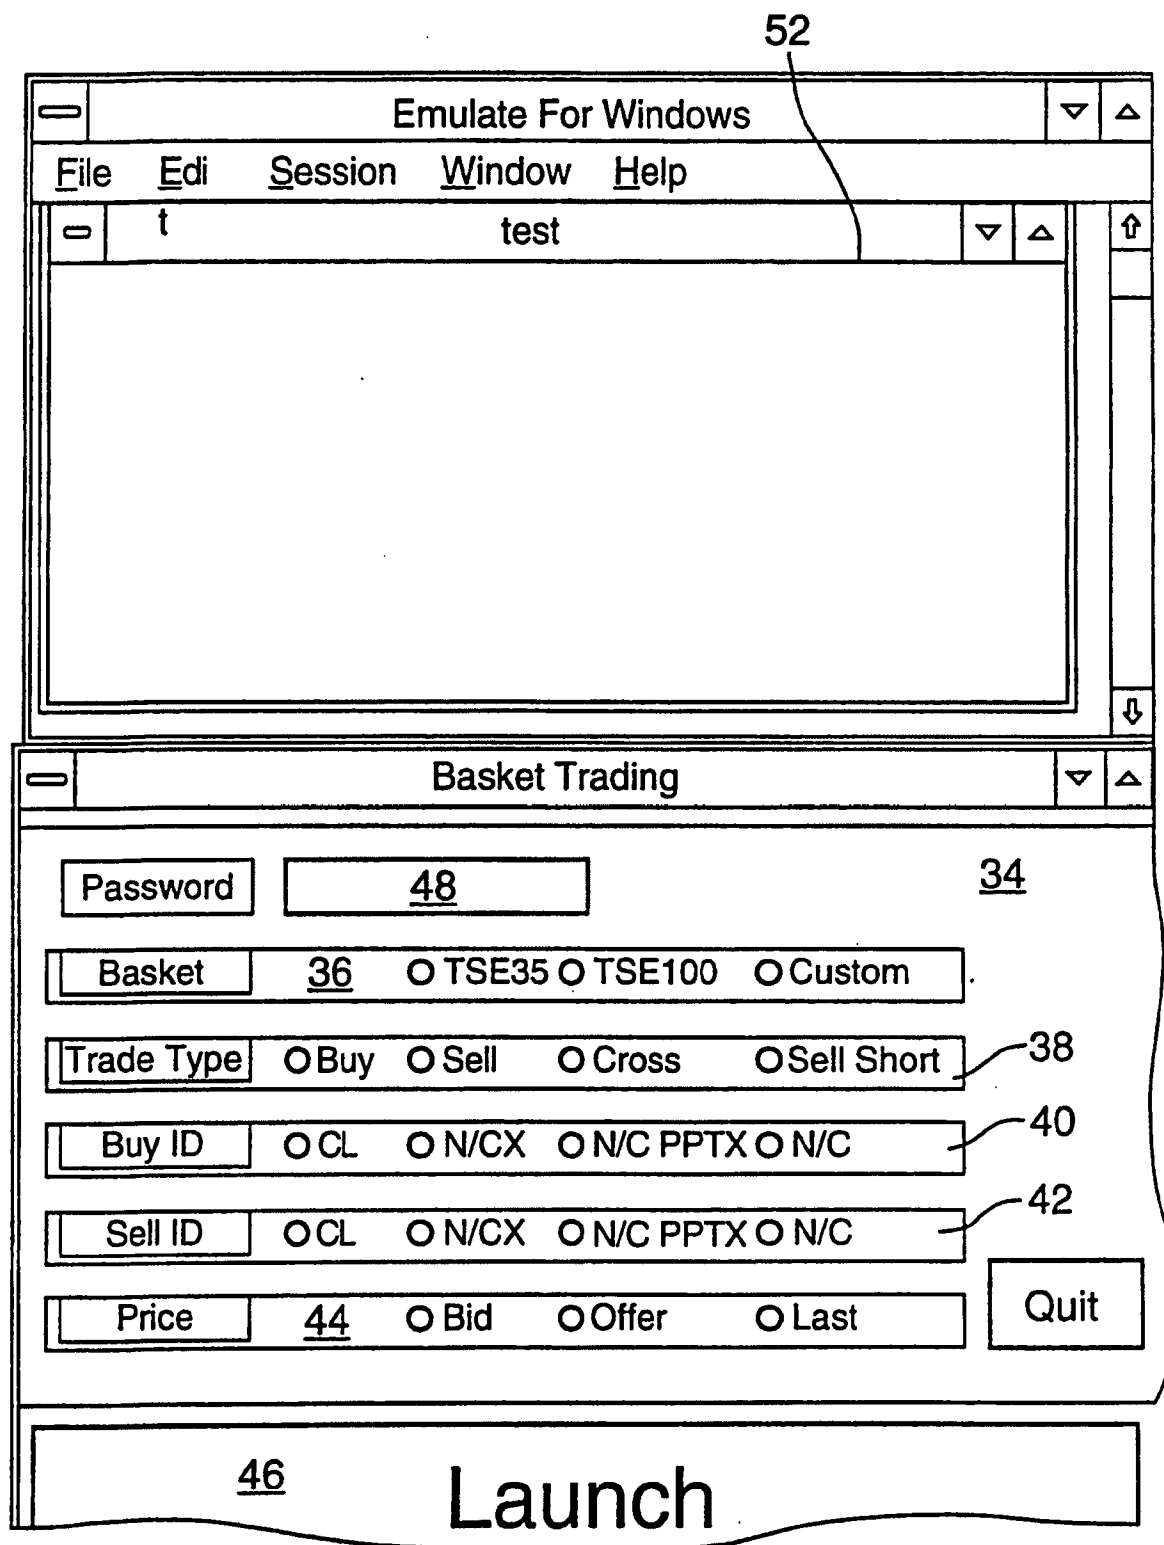 52
Emulate For Windows
File Edi Session Window Help
t test
Basket Trading
Password 48 34
Basket 36 TSE35 TSE100 Custom
Trade Type Buy Sell Cross Sell Short 38
Buy ID CL N/CX N/C PPTX N/C 40
Sell ID CL N/CX N/C PPTX N/C 42
Price 44 Bid Offer Last Quit
46 Launch